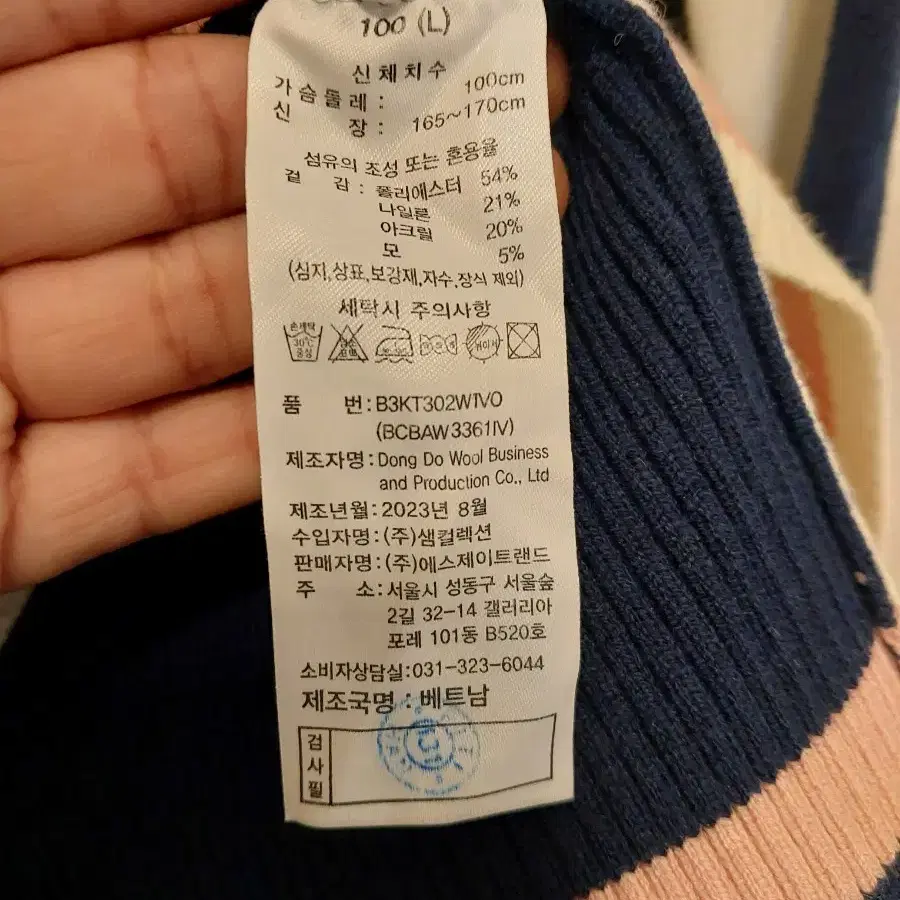 100 (L)
신체치수
가슴둘레 : 100cm
신 장 : 165~170cm
섬유의 조성 또는 혼용율
겉 감 : 폴리에스터 54%
나일론 21%
아크릴 20%
모 5%
(심지,상표,보강재,자수,장식 제외)
세탁시 주의사항
손세탁
30℃
중성
품 번:B3KT302W1VO
(BCBAW3361IV)
제조자명:Dong Do Wool Business
and Production Co,. Ltd
제조년월:2023년 8월
수입자명:(주)샘컬렉션
판매자명:(주)에스제이트랜드
주 소:서울시 성동구 서울숲
2길 32-14 갤러리아
포레 101동 B520호
소비자상담실:031-323-6044
제조국명 : 베트남
검사필